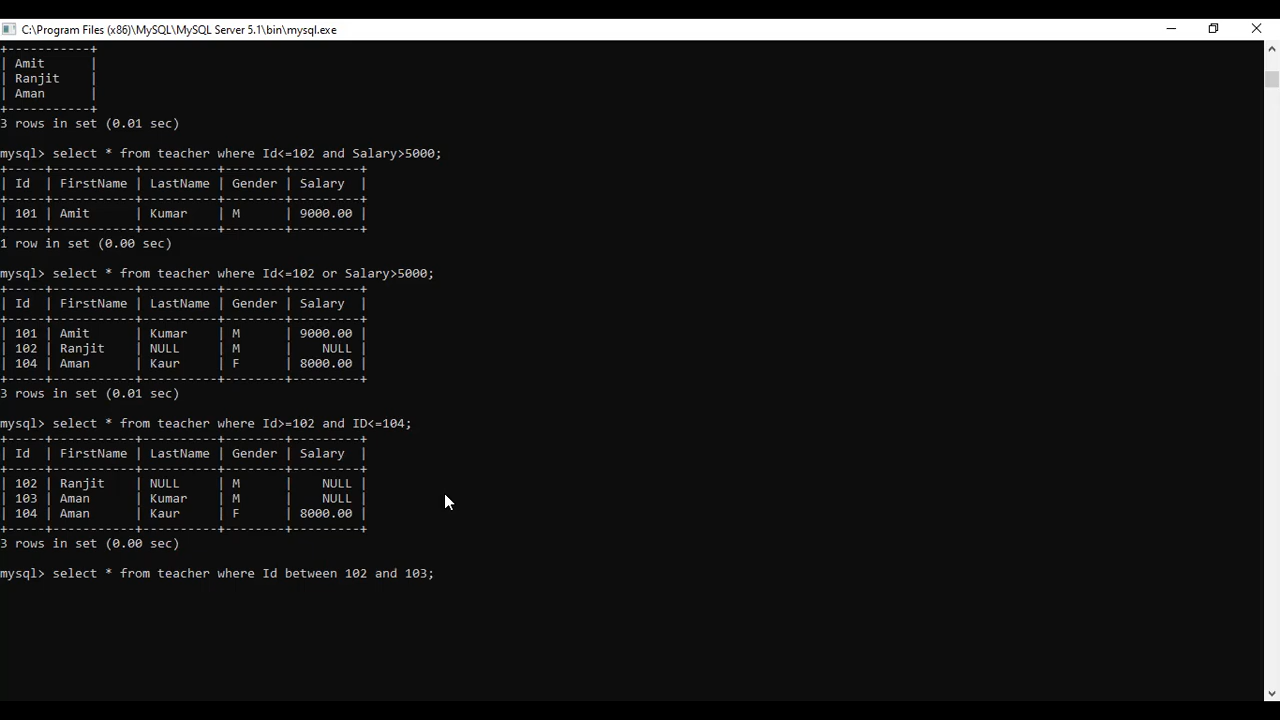 C:\Program Files (x86)\MySQL\MySQL Server 5.1\bin\mysql.exe
+-----------+
| Amit      |
| Ranjit    |
| Aman      |
+-----------+
3 rows in set (0.01 sec)
mysql> select * from teacher where Id<=102 and Salary>5000;
+-----+-----------+----------+--------+---------+
| Id  | FirstName | LastName | Gender | Salary  |
+-----+-----------+----------+--------+---------+
| 101 | Amit      | Kumar    | M      | 9000.00 |
+-----+-----------+----------+--------+---------+
1 row in set (0.00 sec)
mysql> select * from teacher where Id<=102 or Salary>5000;
+-----+-----------+----------+--------+---------+
| Id  | FirstName | LastName | Gender | Salary  |
+-----+-----------+----------+--------+---------+
| 101 | Amit      | Kumar    | M      | 9000.00 |
| 102 | Ranjit    | NULL     | M      |    NULL |
| 104 | Aman      | Kaur     | F      | 8000.00 |
+-----+-----------+----------+--------+---------+
3 rows in set (0.01 sec)
mysql> select * from teacher where Id>=102 and ID<=104;
+-----+-----------+----------+--------+---------+
| Id  | FirstName | LastName | Gender | Salary  |
+-----+-----------+----------+--------+---------+
| 102 | Ranjit    | NULL     | M      |    NULL |
| 103 | Aman      | Kumar    | M      |    NULL |
| 104 | Aman      | Kaur     | F      | 8000.00 |
+-----+-----------+----------+--------+---------+
3 rows in set (0.00 sec)
mysql> select * from teacher where Id between 102 and 103;